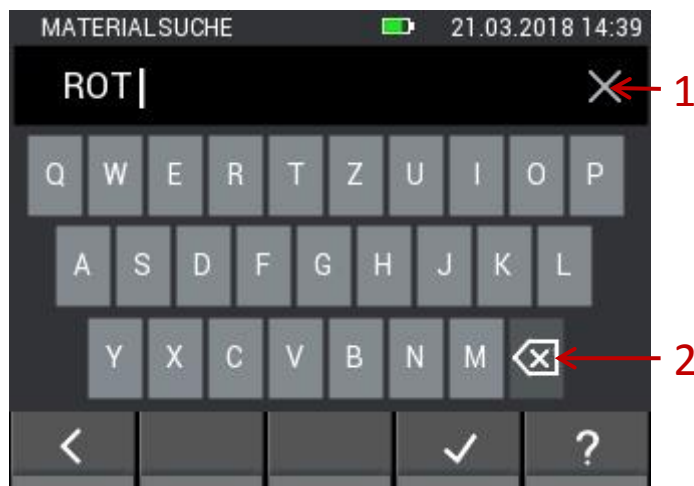 MATERIALSUCHE 21.03.2018 14:39
ROT 1
Q W E R T Z U I O P
A S D F G H J K L
Y X C V B N M 2
?